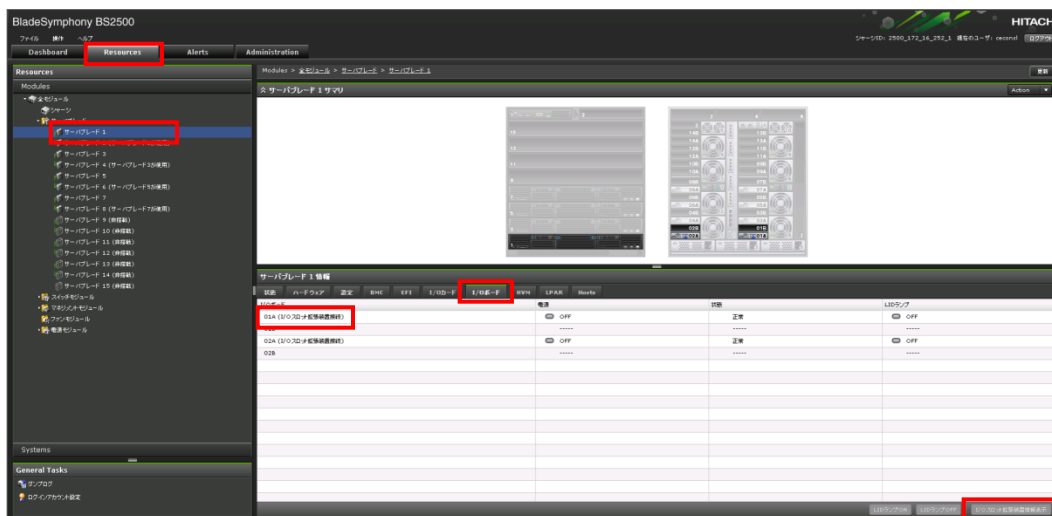 BladeSymphony BS2500
HITACH
ファイル 操作 ヘルプ
シャーシID: 2500_172_16_252_1
Dashboard Resources Alerts Administration
Resources
Modules > 全モジュール > サーバブレード > サーバブレード 1
更新
Modules
サーバブレード 1 サマリ
Action
全モジュール
シャーシ
サーバブレード 1
サーバブレード 3
サーバブレード 4 (サーバブレード3が使用)
サーバブレード 5
サーバブレード 6 (サーバブレード5が使用)
サーバブレード 7
サーバブレード 8 (サーバブレード7が使用)
サーバブレード 9 (非搭載)
サーバブレード 10 (非搭載)
サーバブレード 11 (非搭載)
サーバブレード 12 (非搭載)
サーバブレード 13 (非搭載)
サーバブレード 14 (非搭載)
サーバブレード 15 (非搭載)
スイッチモジュール
マネジメントモジュール
ファンモジュール
電源モジュール
サーバブレード 1 情報
状態 ハードウェア 設定 BMC EFI I/Oカード I/Oボード HVM LPAR
I/Oボード 電源 状態 LIDランプ
01A (I/Oスロット拡張装置接続) OFF 正常 OFF
----- ----- -----
02A (I/Oスロット拡張装置接続) OFF 正常 OFF
02B ----- ----- -----
Systems
General Tasks
ダンプログ
ログインアカウント設定
LIDランプON LIDランプOFF I/Oスロット拡張装置情報表示